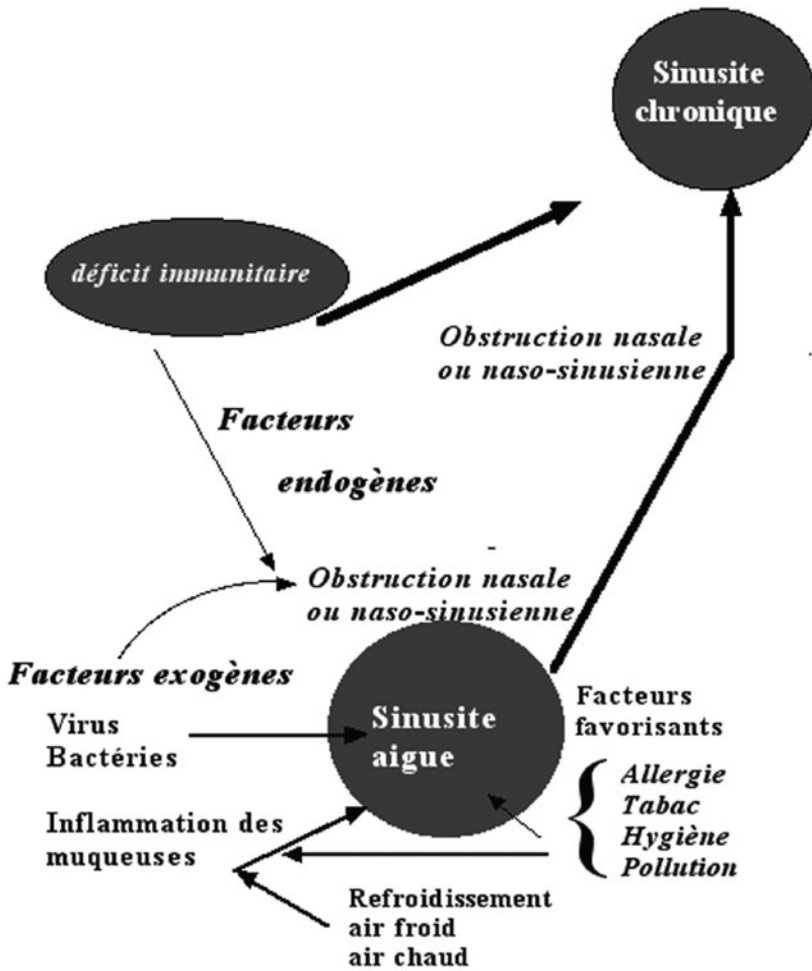 Sinusite
chronique
déficit immunitaire
Obstruction nasale
ou naso-sinusienne
Facteurs
endogènes
Obstruction nasale
ou naso-sinusienne
Facteurs exogènes
Virus
Bactéries
Sinusite
aigue
Facteurs
favorisants
Allergie
Tabac
Hygiène
Pollution
Inflammation des
muqueuses
Refroidissement
air froid
air chaud